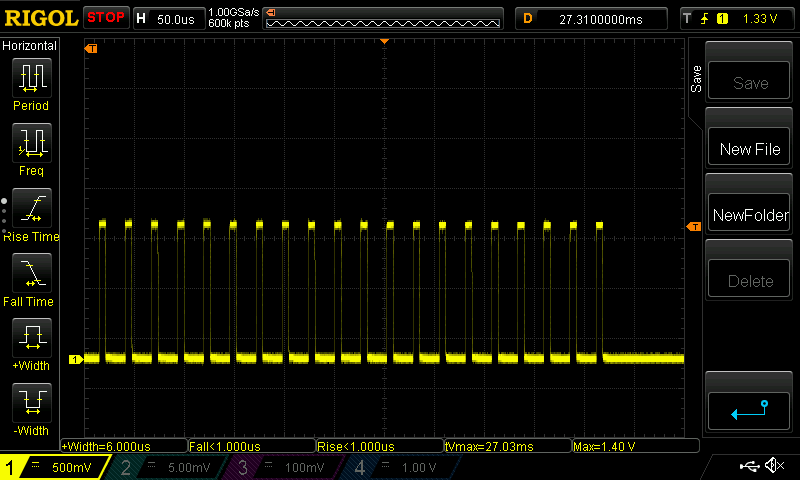 RIGOL STOP H 50.0us 1.00GSa/s 600k pts D 27.3100000ms T 1 1.33 V
Horizontal
Period
Freq
Rise Time
Fall Time
+Width
-Width
T
T
1
Save
Save
New File
NewFolder
Delete
+Width=6.000us Fall<1.000us Rise<1.000us tVmax=27.03ms Max=1.40 V
1 500mV 2 5.00mV 3 100mV 4 1.00 V